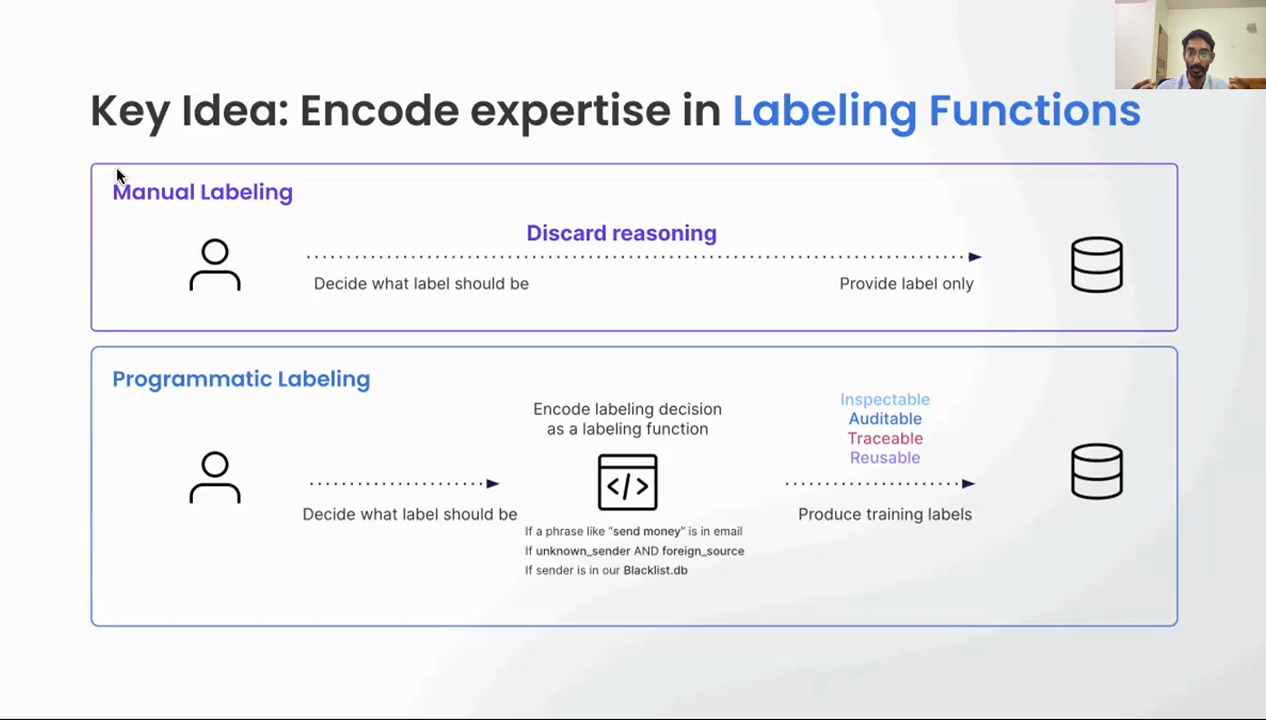 Key Idea: Encode expertise in Labeling Functions
Manual Labeling
Discard reasoning
Decide what label should be
Provide label only
Programmatic Labeling
Encode labeling decision
as a labeling function
</>
If a phrase like “send money” is in email
If unknown_sender AND foreign_source
If sender is in our Blacklist.db
Decide what label should be
Inspectable
Auditable
Traceable
Reusable
Produce training labels